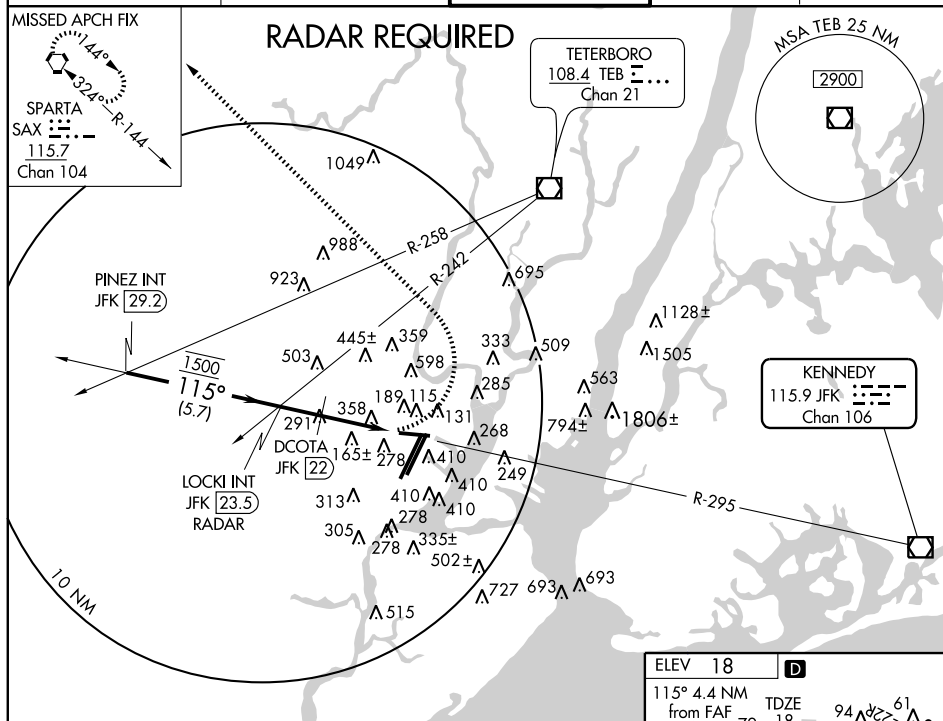 MISSED APCH FIX
144°
324°
R-144
SPARTA
SAX
115.7
Chan 104
RADAR REQUIRED
TETERBORO
108.4 TEB
Chan 21
MSA TEB 25 NM
2900
1049
988
923
R-258
R-242
695
PINEZ INT
JFK 29.2
1500
115°
(5.7)
503
445±
359
598
333
509
1128±
1505
KENNEDY
115.9 JFK
Chan 106
563
285
189
115
131
358
291
794±
1806±
268
DCOTA
JFK 22
165±
278
410
249
LOCKI INT
JFK 23.5
RADAR
410
R-295
313
410
410
278
305
278
335±
502±
727
693
693
515
10 NM
ELEV 18
D
115° 4.4 NM
from FAF
TDZE
18
94
61